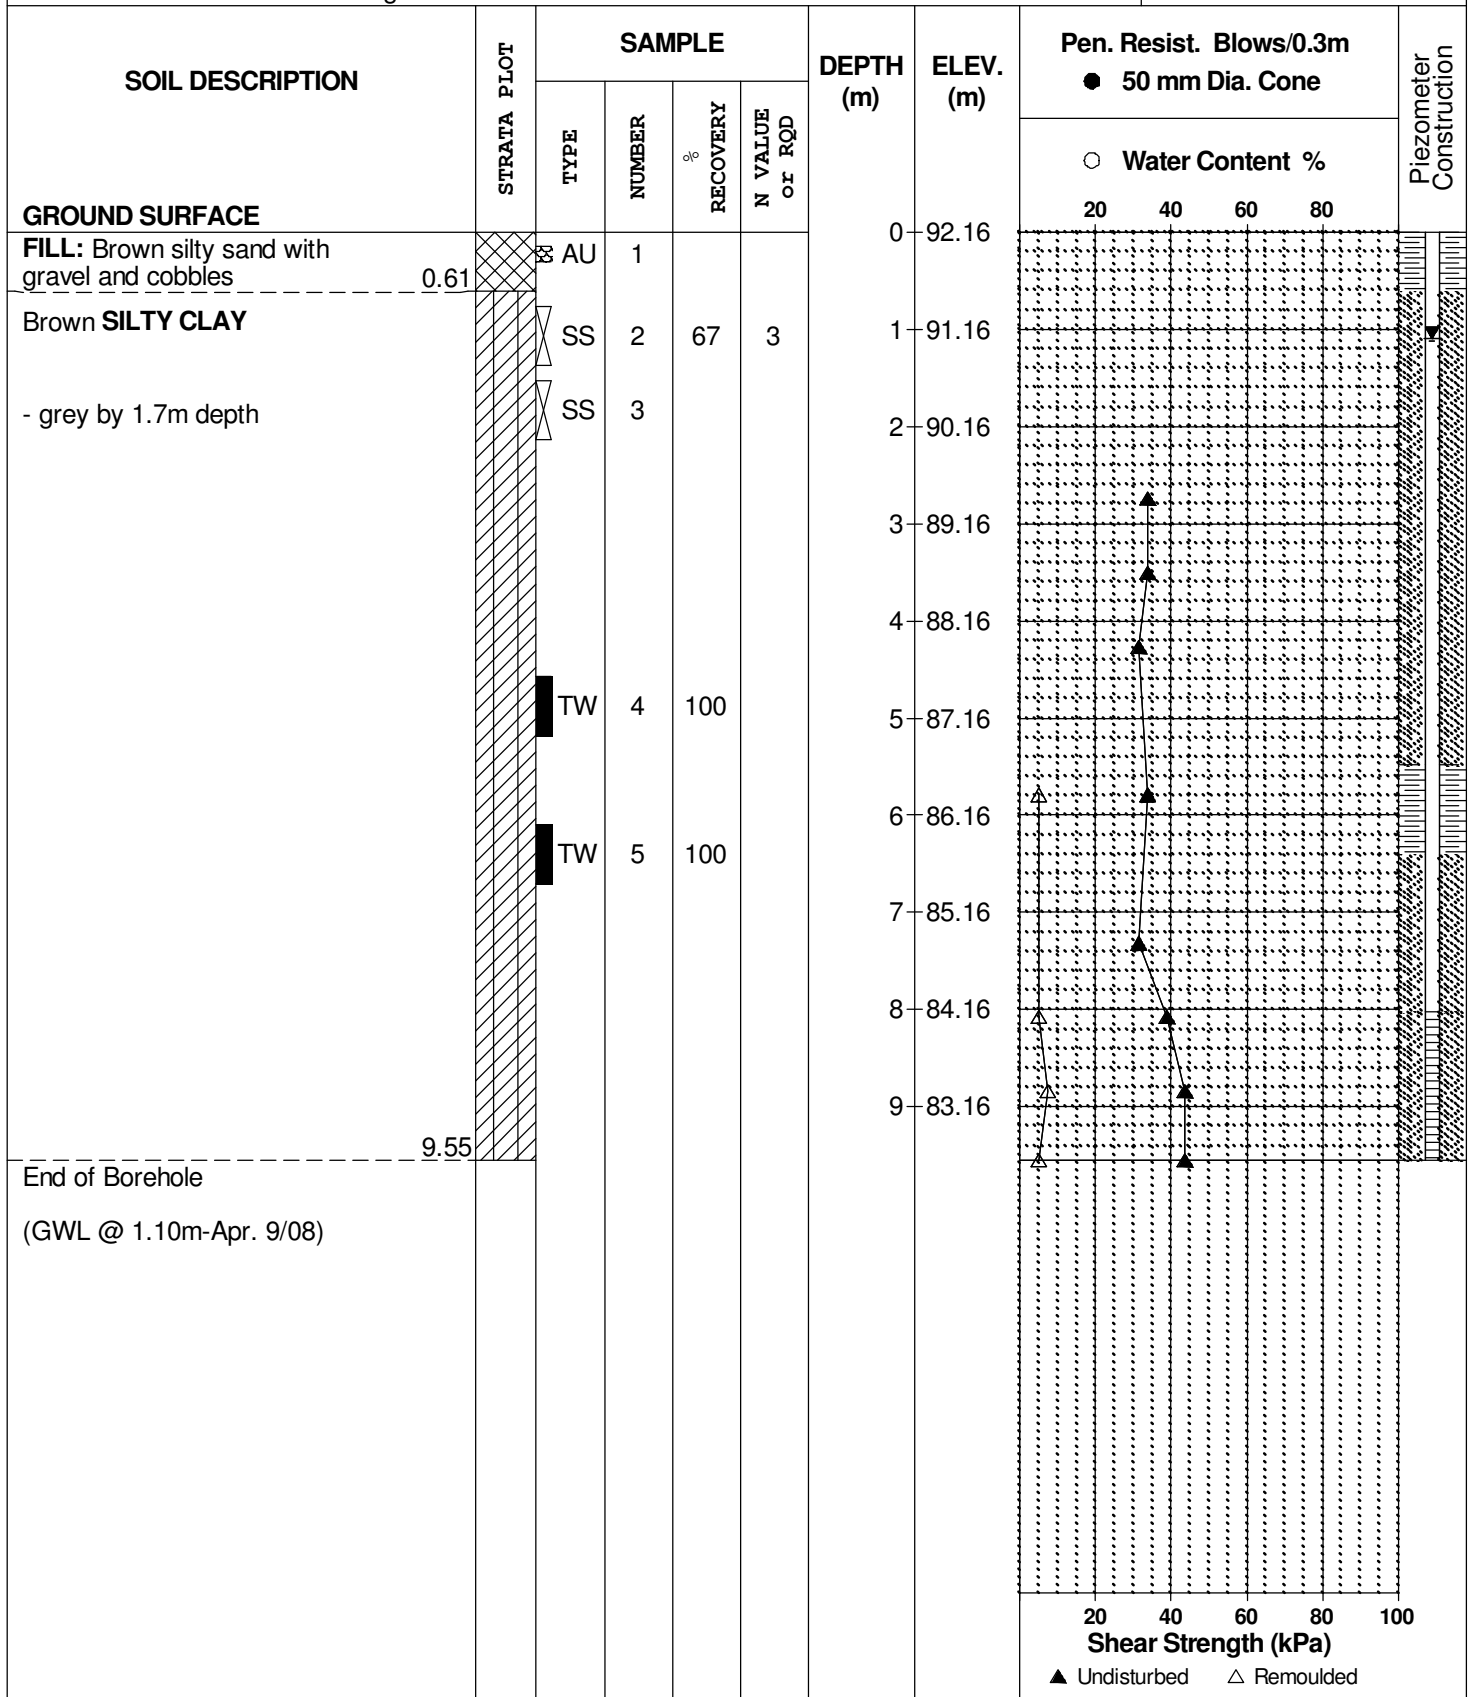 SOIL DESCRIPTION
STRATA PLOT
SAMPLE
TYPE
NUMBER
% RECOVERY
N VALUE or RQD
DEPTH (m)
ELEV. (m)
Pen. Resist. Blows/0.3m
● 50 mm Dia. Cone
○ Water Content %
20 40 60 80
Piezometer Construction
GROUND SURFACE
0 92.16
FILL: Brown silty sand with
gravel and cobbles 0.61
AU 1
Brown SILTY CLAY
SS 2 67 3
1 91.16
- grey by 1.7m depth
SS 3
2 90.16
3 89.16
4 88.16
TW 4 100
5 87.16
6 86.16
TW 5 100
7 85.16
8 84.16
9 83.16
9.55
End of Borehole
(GWL @ 1.10m-Apr. 9/08)
20 40 60 80 100
Shear Strength (kPa)
▲ Undisturbed △ Remoulded